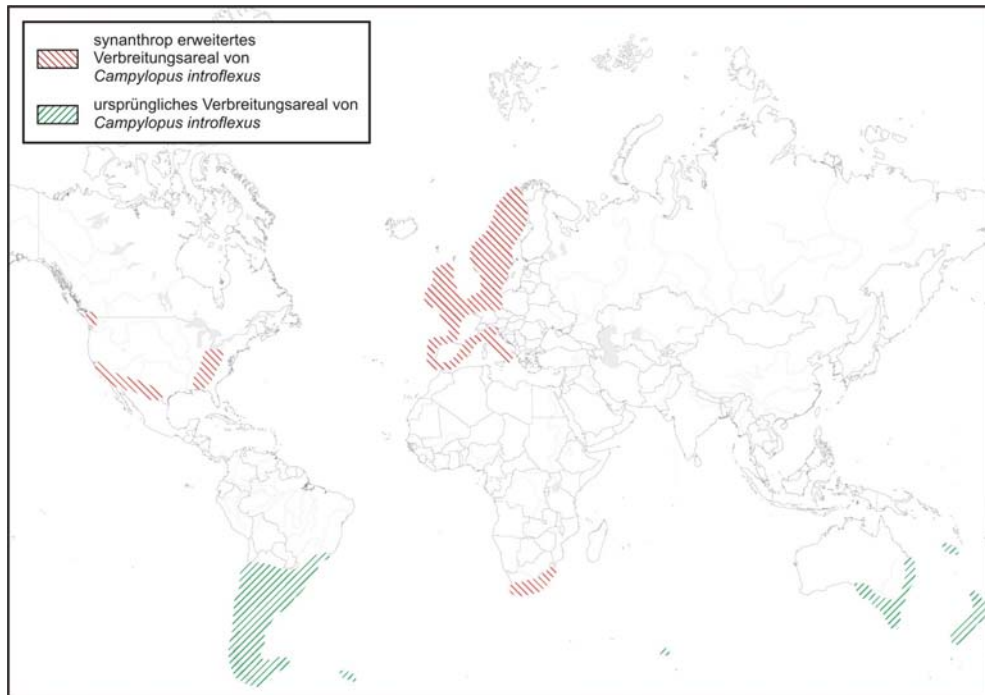 synanthrop erweitertes
Verbreitungsareal von
Campylopus introflexus
ursprüngliches Verbreitungsareal von
Campylopus introflexus